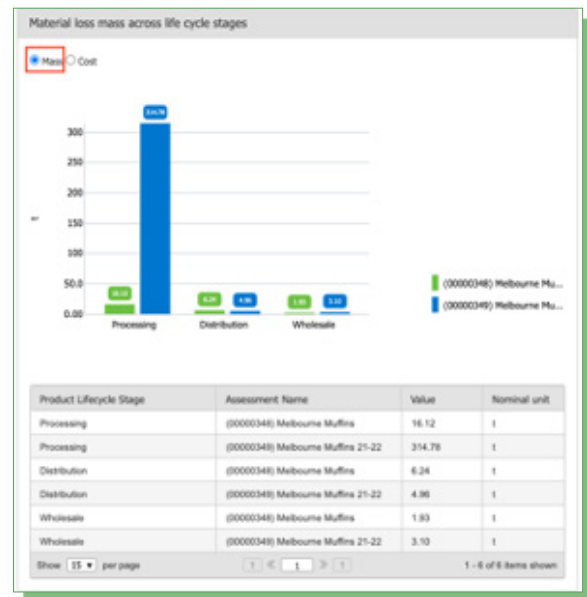 Material loss mass across life cycle stages
Mass Cost
314.78
300
250
200
t
150
100
50.0
16.12
6.24 4.96 1.93 3.10
0.00
Processing Distribution Wholesale
(00000348) Melbourne Mu...
(00000349) Melbourne Mu...
Product Lifecycle Stage Assessment Name Value Nominal unit
Processing (00000348) Melbourne Muffins 16.12 t
Processing (00000349) Melbourne Muffins 21-22 314.78 t
Distribution (00000348) Melbourne Muffins 6.24 t
Distribution (00000349) Melbourne Muffins 21-22 4.96 t
Wholesale (00000348) Melbourne Muffins 1.93 t
Wholesale (00000349) Melbourne Muffins 21-22 3.10 t
Show 15 per page 1 1 1 1 - 6 of 6 items shown